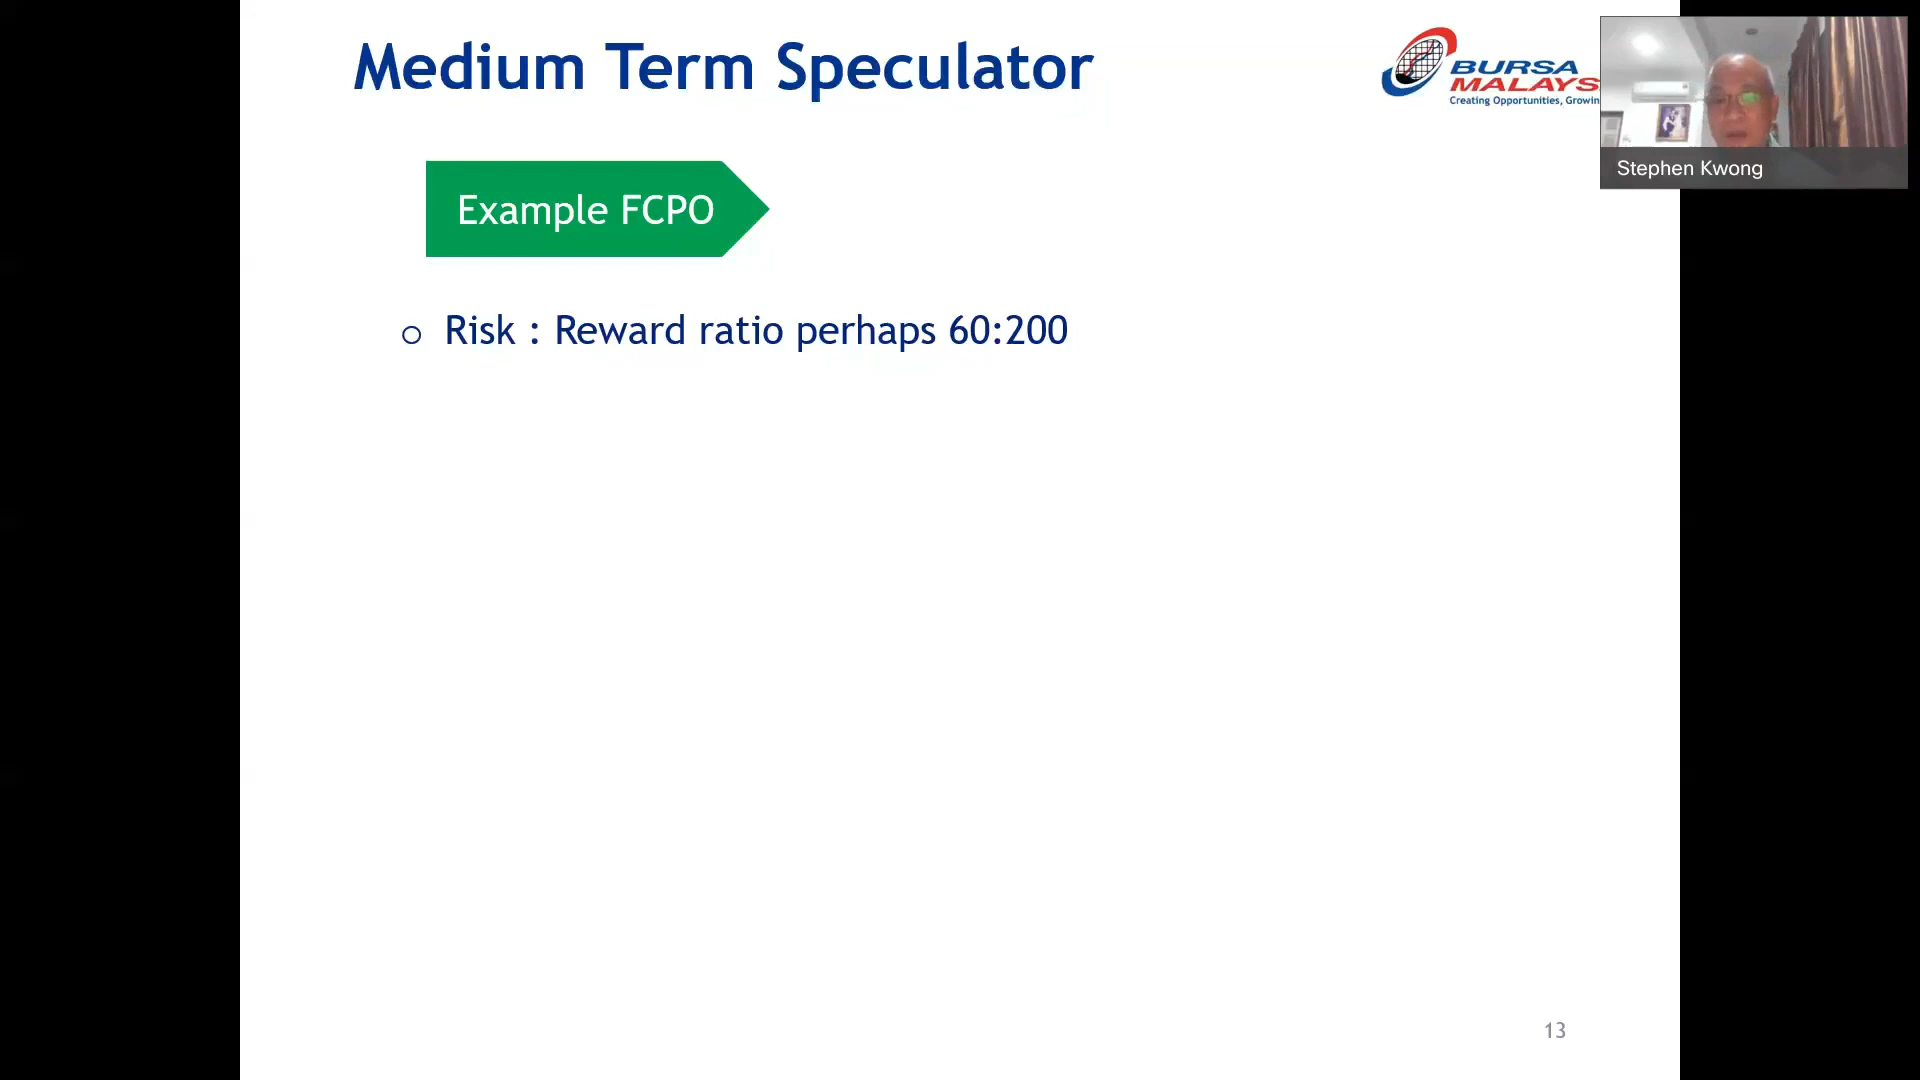 Medium Term Speculator
BURSA
MALAYS
Creating Opportunities, Growin
Stephen Kwong
Example FCPO
Risk : Reward ratio perhaps 60:200
13